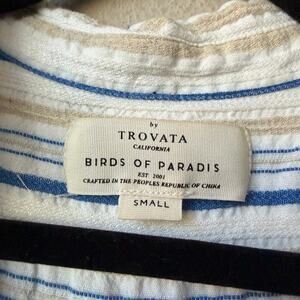 by
TROVATA
CALIFORNIA
BIRDS OF PARADIS
EST 2001
CRAFTED IN THE PEOPLES REPUBLIC OF CHINA
SMALL